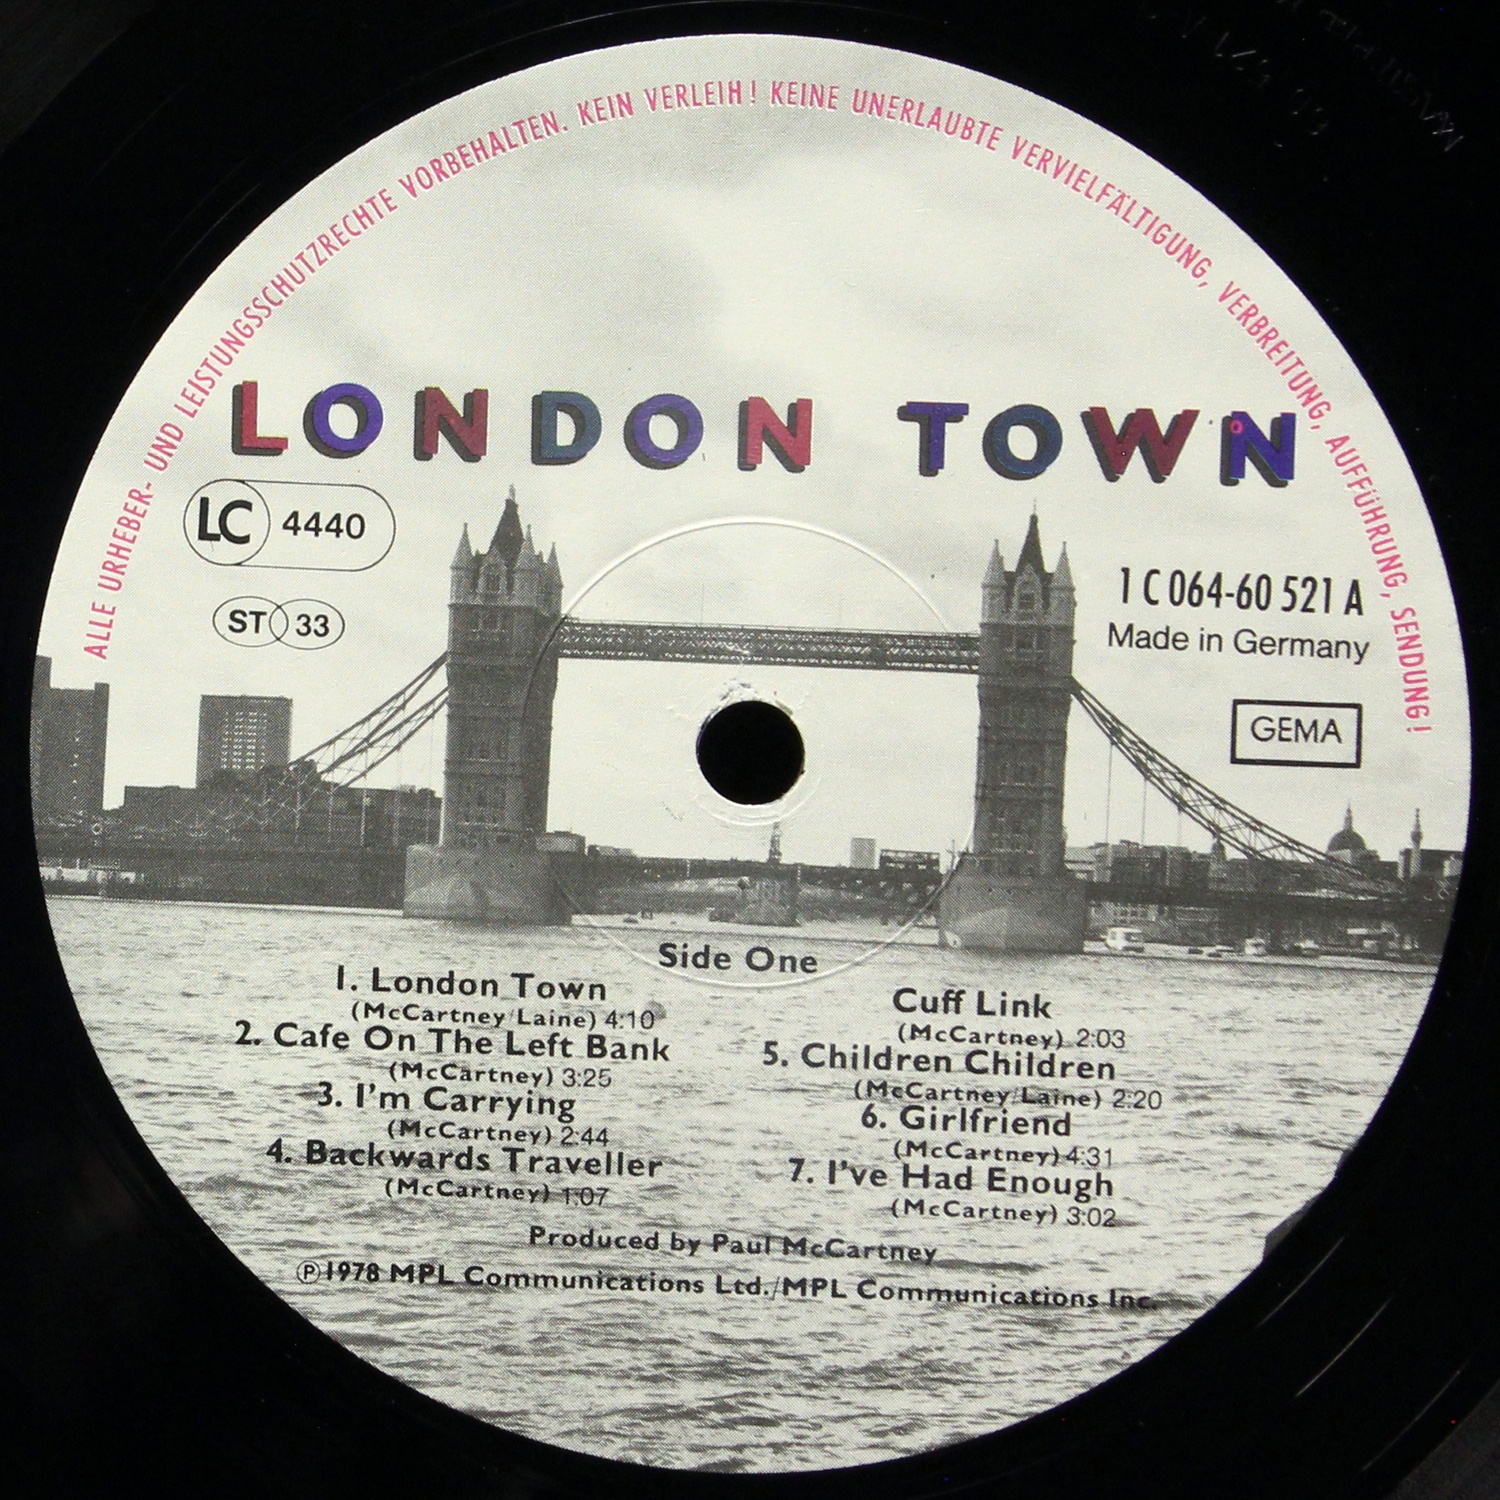 ALLE URHEBER- UND LEISTUNGSSCHUTZRECHTE VORBEHALTEN. KEIN VERLEIH! KEINE UNERLAUBTE VERVIELFÄLTIGUNG, VERBREITUNG, AUFFÜHRUNG, SENDUNG!
LONDON TOWN
LC 4440
ST 33
1 C 064-60 521 A
Made in Germany
GEMA
Side One
1. London Town
(McCartney/Laine) 4:10
2. Cafe On The Left Bank
(McCartney) 3:25
3. I'm Carrying
(McCartney) 2:44
4. Backwards Traveller
(McCartney) 1:07
Cuff Link
(McCartney) 2:03
5. Children Children
(McCartney/Laine) 2:20
6. Girlfriend
(McCartney) 4:31
7. I've Had Enough
(McCartney) 3:02
Produced by Paul McCartney
Ⓟ1978 MPL Communications Ltd./MPL Communications Inc.